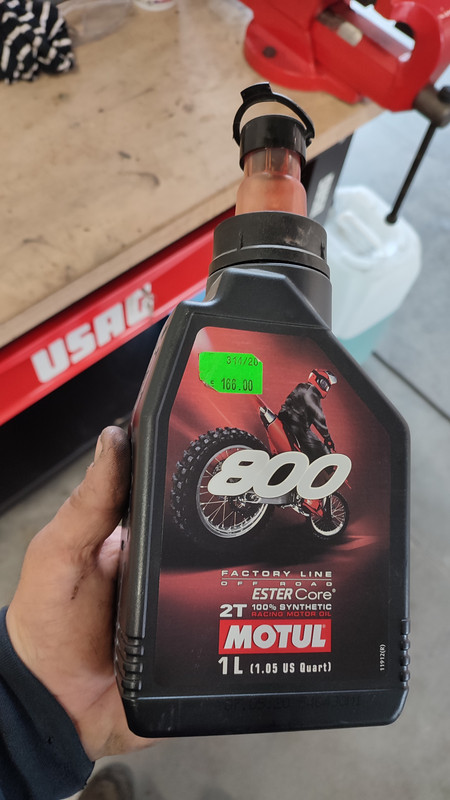 USAG
311/20
166.00
800
FACTORY LINE
OFF ROAD
ESTER Core®
2T 100% SYNTHETIC
RACING MOTOR OIL
MOTUL
1L (1.05 US Quart)
11912(R)